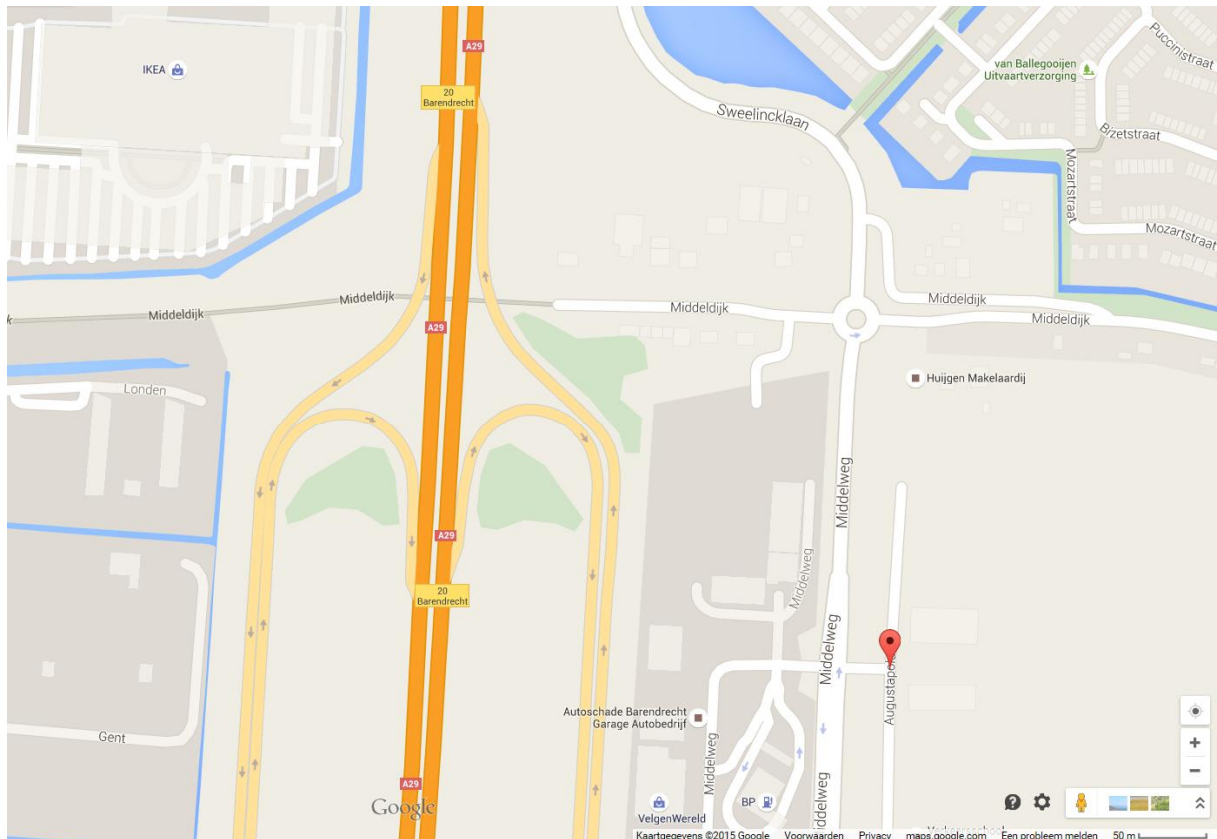 Puccinistraat
IKEA
A29
van Ballegooijen
Uitvaartverzorging
20
Barendrecht
Sweelincklaan
Bizetstraat
Mozartstraat
Mozartstraat
Middeldijk
Middeldijk
Middeldijk
Middeldijk
Middeldijk
A29
Londen
Huijgen Makelaardij
Middelweg
A29
Middelweg
20
Barendrecht
Middelweg
Autoschade Barendrecht
Garage Autobedrijf
Gent
Middelweg
Middelweg
A29
Google
VelgenWereld
BP
Kaartgegevens ©2015 Google Voorwaarden Privacy maps.google.com Een probleem melden 50 m